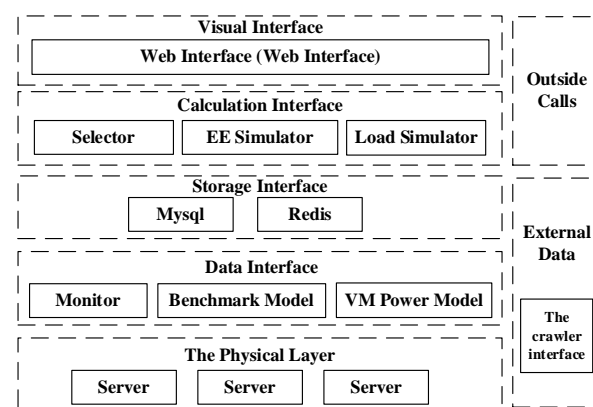 Visual Interface
Web Interface (Web Interface)
Calculation Interface
Selector
EE Simulator
Load Simulator
Storage Interface
Mysql
Redis
Data Interface
Monitor
Benchmark Model
VM Power Model
The Physical Layer
Server
Server
Server
Outside
Calls
External
Data
The
crawler
interface